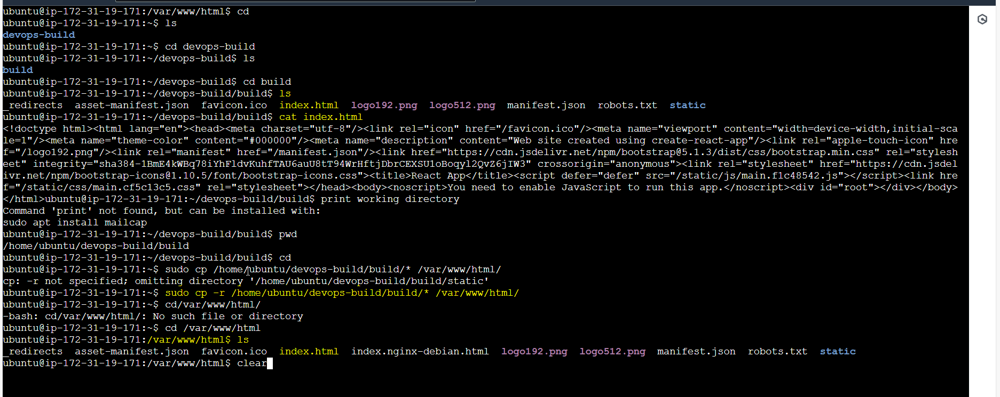 ubuntu@ip-172-31-19-171:/var/www/html$ cd
ubuntu@ip-172-31-19-171:~$ ls
devops-build
ubuntu@ip-172-31-19-171:~$ cd devops-build
ubuntu@ip-172-31-19-171:~/devops-build$ ls
build
ubuntu@ip-172-31-19-171:~/devops-build$ cd build
ubuntu@ip-172-31-19-171:~/devops-build/build$ ls
_redirects  asset-manifest.json  favicon.ico  index.html  logo192.png  logo512.png  manifest.json  robots.txt  static
ubuntu@ip-172-31-19-171:~/devops-build/build$ cat index.html
<!doctype html><html lang="en"><head><meta charset="utf-8"/><link rel="icon" href="/favicon.ico"/><meta name="viewport" content="width=device-width,initial-sca
le=1"/><meta name="theme-color" content="#000000"/><meta name="description" content="Web site created using create-react-app"/><link rel="apple-touch-icon" hre
f="/logo192.png"/><link rel="manifest" href="/manifest.json"/><link href="https://cdn.jsdelivr.net/npm/bootstrap@5.1.3/dist/css/bootstrap.min.css" rel="stylesh
eet" integrity="sha384-1BmE4kWBq78iYhFldvKuhfTAU6auU8tT94WrHftjDbrCEXSU1oBoqyl2QvZ6jIW3" crossorigin="anonymous"><link rel="stylesheet" href="https://cdn.jsdel
ivr.net/npm/bootstrap-icons@1.10.5/font/bootstrap-icons.css"><title>React App</title><script defer="defer" src="/static/js/main.f1c48542.js"></script><link hre
f="/static/css/main.cf5c13c5.css" rel="stylesheet"></head><body><noscript>You need to enable JavaScript to run this app.</noscript><div id="root"></div></body>
</html>ubuntu@ip-172-31-19-171:~/devops-build/build$ print working directory
Command 'print' not found, but can be installed with:
sudo apt install mailcap
ubuntu@ip-172-31-19-171:~/devops-build/build$ pwd
/home/ubuntu/devops-build/build
ubuntu@ip-172-31-19-171:~/devops-build/build$ cd
ubuntu@ip-172-31-19-171:~$ sudo cp /home/ubuntu/devops-build/build/* /var/www/html/
cp: -r not specified; omitting directory '/home/ubuntu/devops-build/build/static'
ubuntu@ip-172-31-19-171:~$ sudo cp -r /home/ubuntu/devops-build/build/* /var/www/html/
ubuntu@ip-172-31-19-171:~$ cd/var/www/html/
-bash: cd/var/www/html/: No such file or directory
ubuntu@ip-172-31-19-171:~$ cd /var/www/html
ubuntu@ip-172-31-19-171:/var/www/html$ ls
_redirects  asset-manifest.json  favicon.ico  index.html  index.nginx-debian.html  logo192.png  logo512.png  manifest.json  robots.txt  static
ubuntu@ip-172-31-19-171:/var/www/html$ clear